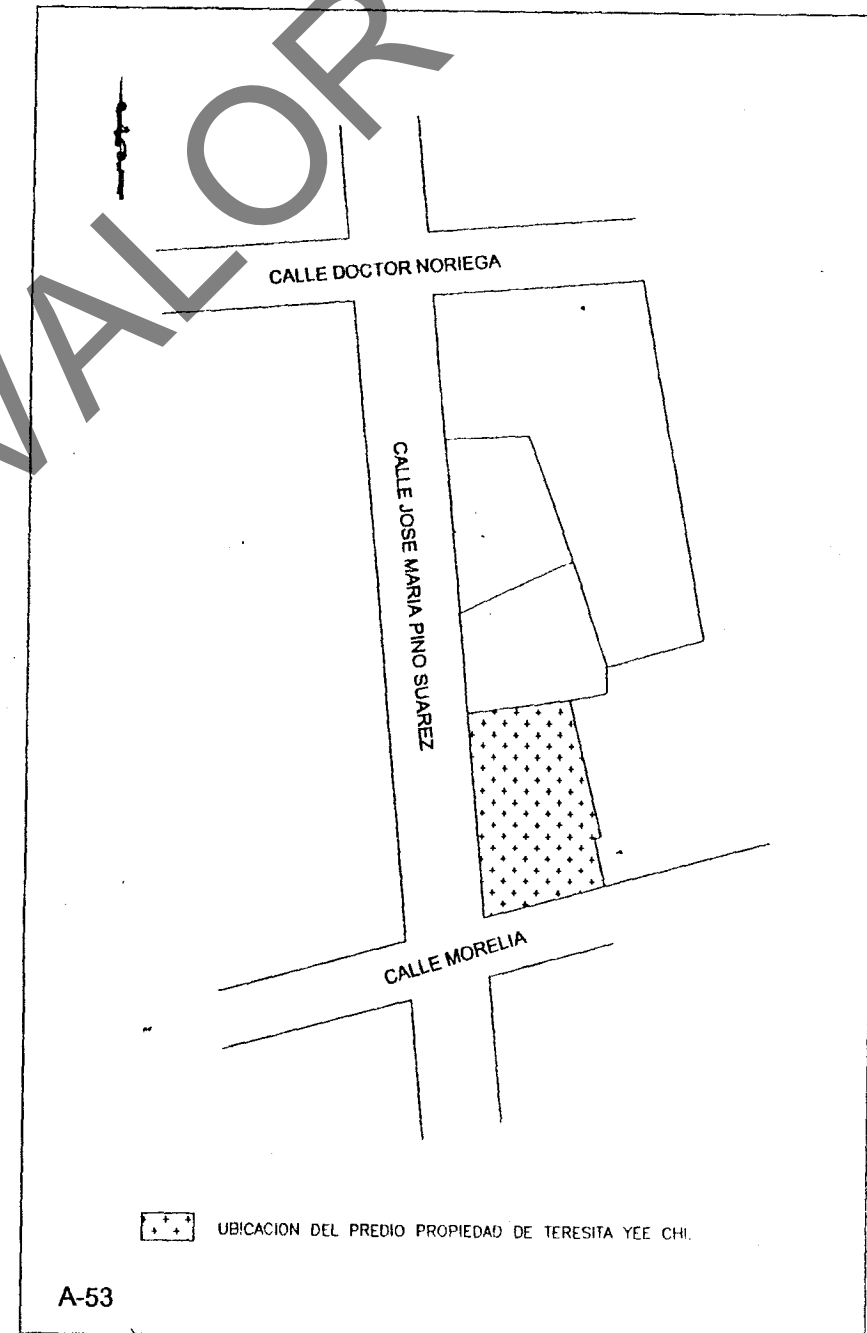 VALOR
CALLE DOCTOR NORIEGA
CALLE JOSE MARIA PINO SUAREZ
CALLE MORELIA
UBICACION DEL PREDIO PROPIEDAD DE TERESITA YEE CHI.
A-53